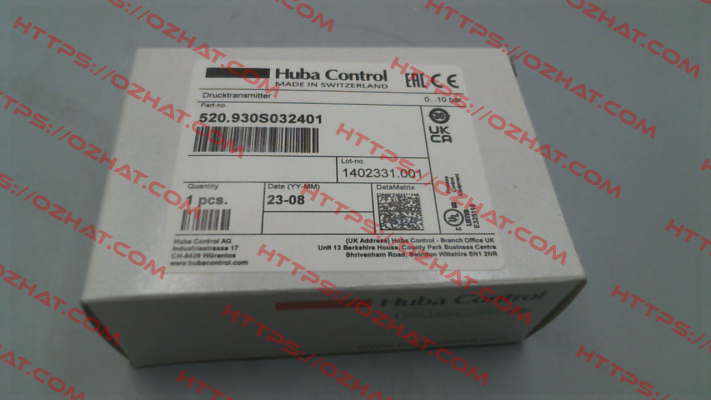 Huba Control
MADE IN SWITZERLAND
EAC CE
Drucktransmitter
0...10 bar
Part-no.
520.930S032401
UK
CA
Lot-no
1402331.001
Quantity
1 pcs.
Date (YY-MM)
23-08
DataMatrix
Huba Control AG
Industriestrasse 17
CH-5436 Würenlos
www.hubacontrol.com
(UK Address) Huba Control - Branch Office UK
Unit 13 Berkshire House, County Park Business Centre
Shrivenham Road, Swindon Wiltshire SN1 2NR
Huba Control
HTTPS://OZHAT.COM